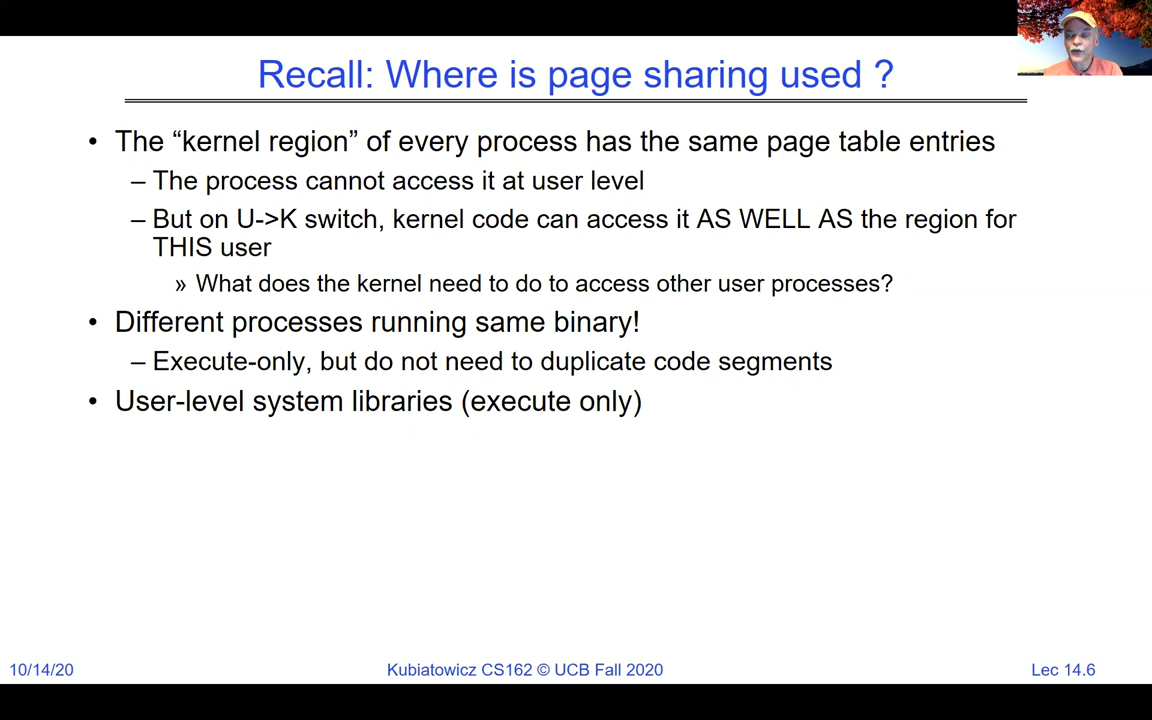 Recall: Where is page sharing used ?
• The “kernel region” of every process has the same page table entries
– The process cannot access it at user level
– But on U->K switch, kernel code can access it AS WELL AS the region for
THIS user
» What does the kernel need to do to access other user processes?
• Different processes running same binary!
– Execute-only, but do not need to duplicate code segments
• User-level system libraries (execute only)
10/14/20
Kubiatowicz CS162 © UCB Fall 2020
Lec 14.6